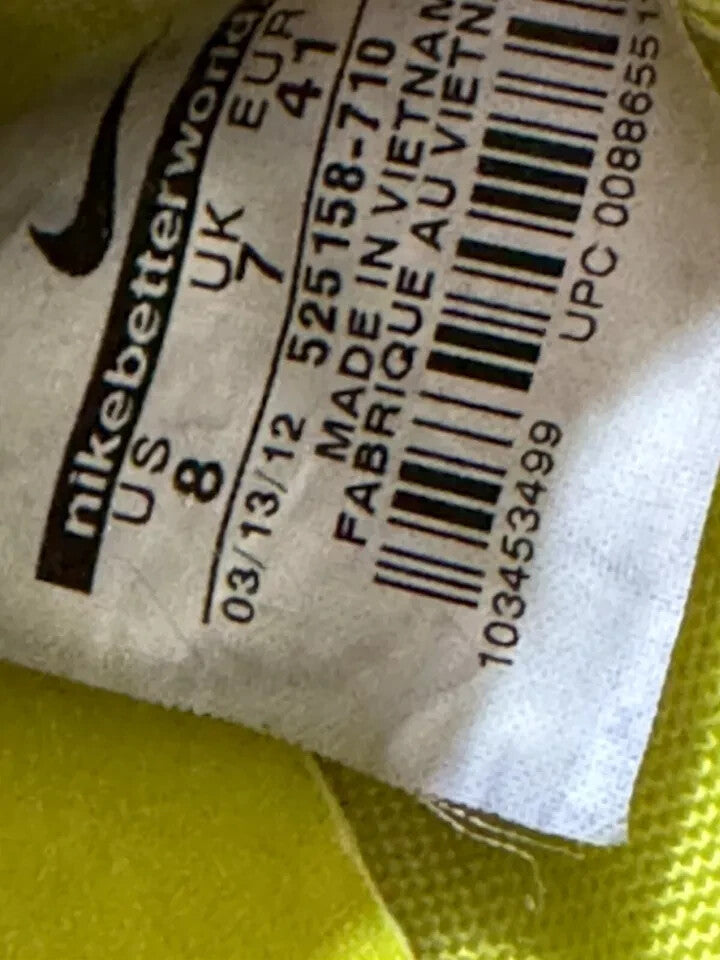 nikebetterworld
US UK EUR
8 7 41
03/13/12 525158-710
MADE IN VIETNAM
FABRIQUE AU VIETN
103453499 UPC 00886551